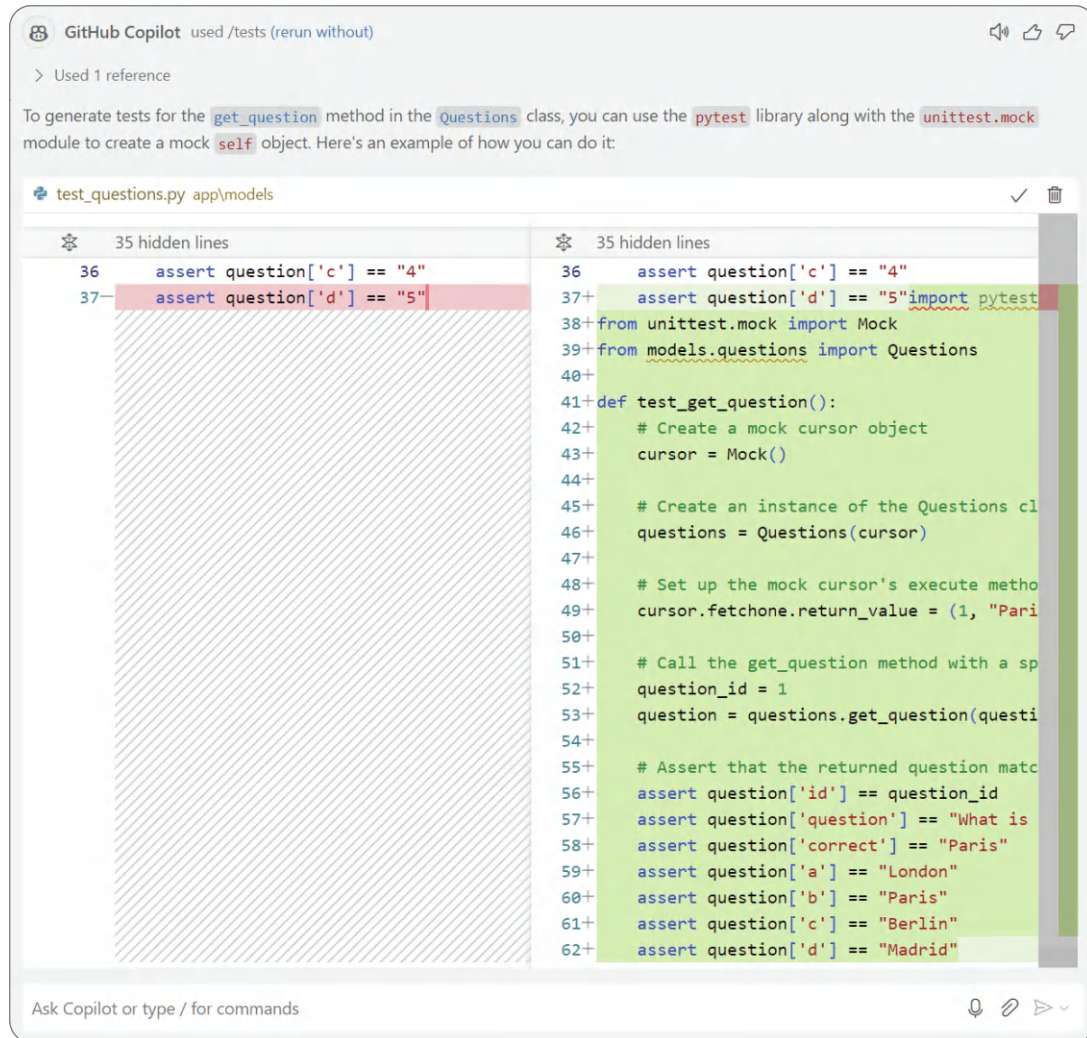 GitHub Copilot used /tests (rerun without)
Used 1 reference
To generate tests for the get_question method in the Questions class, you can use the pytest library along with the unittest.mock
module to create a mock self object. Here's an example of how you can do it:
test_questions.py app\models
35 hidden lines
36 assert question['c'] == "4"
37— assert question['d'] == "5"
35 hidden lines
36 assert question['c'] == "4"
37+ assert question['d'] == "5"import pytest
38+ from unittest.mock import Mock
39+ from models.questions import Questions
40+
41+ def test_get_question():
42+ # Create a mock cursor object
43+ cursor = Mock()
44+
45+ # Create an instance of the Questions cl
46+ questions = Questions(cursor)
47+
48+ # Set up the mock cursor's execute metho
49+ cursor.fetchone.return_value = (1, "Pari
50+
51+ # Call the get_question method with a sp
52+ question_id = 1
53+ question = questions.get_question(questi
54+
55+ # Assert that the returned question matc
56+ assert question['id'] == question_id
57+ assert question['question'] == "What is
58+ assert question['correct'] == "Paris"
59+ assert question['a'] == "London"
60+ assert question['b'] == "Paris"
61+ assert question['c'] == "Berlin"
62+ assert question['d'] == "Madrid"
Ask Copilot or type / for commands